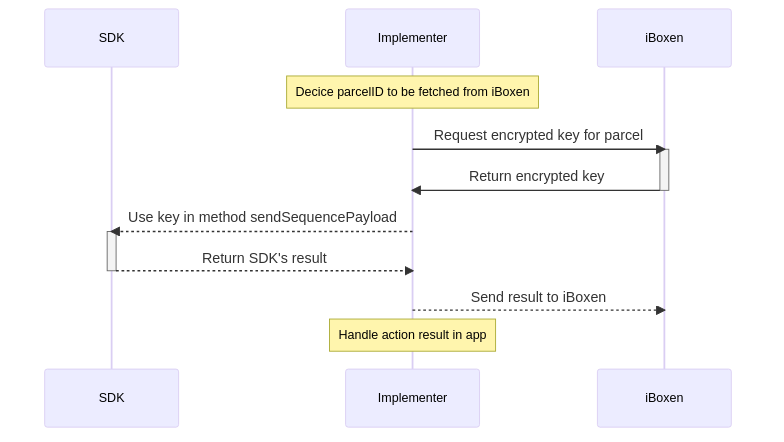 SDK
Implementer
iBoxen
Decice parcelID to be fetched from iBoxen
Request encrypted key for parcel
Return encrypted key
Use key in method sendSequencePayload
Return SDK's result
Send result to iBoxen
Handle action result in app
SDK
Implementer
iBoxen